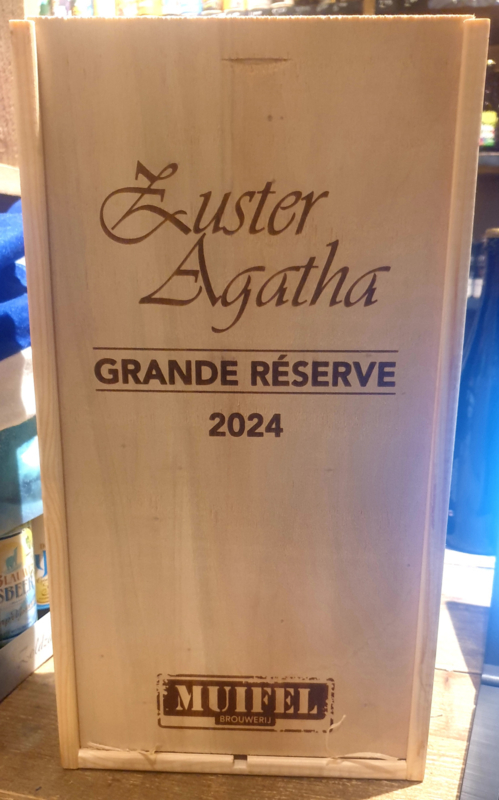 Zuster
Agatha
GRANDE RÉSERVE
2024
MUIFEL
BROUWERIJ